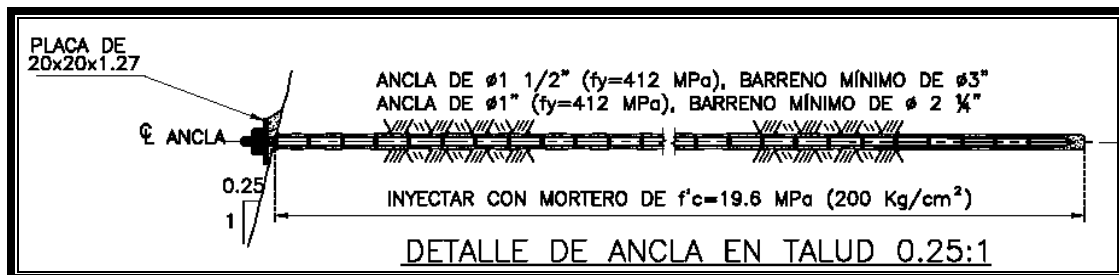 PLACA DE
20x20x1.27
ANCLA DE ø1 1/2" (fy=412 MPa), BARRENO MÍNIMO DE ø3"
ANCLA DE ø1" (fy=412 MPa), BARRENO MÍNIMO DE ø 2 ¼"
℄ ANCLA
0.25
1
INYECTAR CON MORTERO DE f'c=19.6 MPa (200 Kg/cm²)
DETALLE DE ANCLA EN TALUD 0.25:1